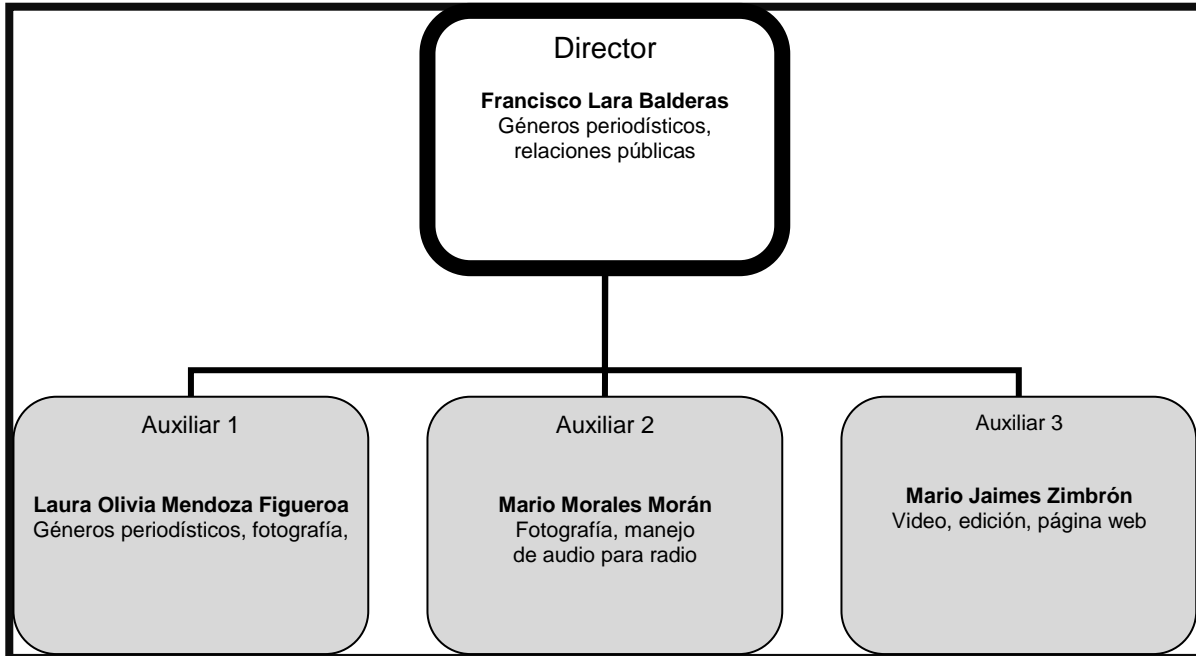 Director
Francisco Lara Balderas
Géneros periodísticos,
relaciones públicas
Auxiliar 1
Laura Olivia Mendoza Figueroa
Géneros periodísticos, fotografía,
Auxiliar 2
Mario Morales Morán
Fotografía, manejo
de audio para radio
Auxiliar 3
Mario Jaimes Zimbrón
Video, edición, página web